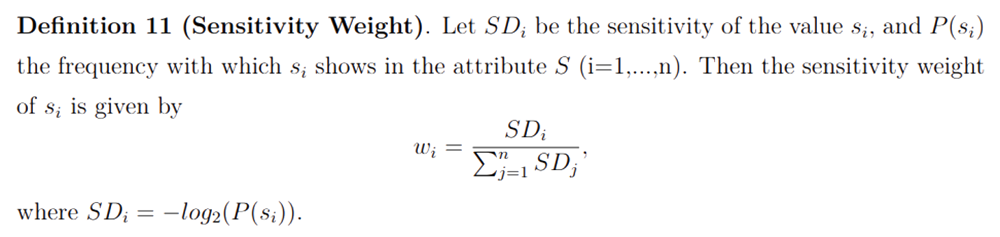 Definition 11 (Sensitivity Weight). Let SD_i be the sensitivity of the value s_i, and P(s_i)
the frequency with which s_i shows in the attribute S (i=1,...,n). Then the sensitivity weight
of s_i is given by
w_i = \frac{SD_i}{\sum_{j=1}^{n} SD_j},
where SD_i = −log_2(P(s_i)).